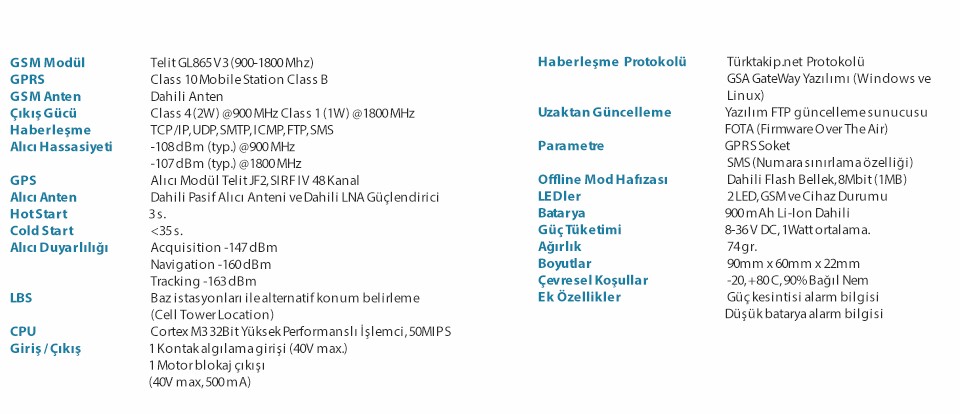 GSM Modül Telit GL865 V3 (900-1800 Mhz)
GPRS Class 10 Mobile Station Class B
GSM Anten Dahili Anten
Çıkış Gücü Class 4 (2W) @900 MHz Class 1 (1W) @1800 MHz
Haberleşme TCP/IP, UDP, SMTP, ICMP, FTP, SMS
Alıcı Hassasiyeti -108 dBm (typ.) @900 MHz
-107 dBm (typ.) @1800 MHz
GPS Alıcı Modül Telit JF2, SIRF IV 48 Kanal
Alıcı Anten Dahili Pasif Alıcı Anteni ve Dahili LNA Güçlendirici
Hot Start 3 s.
Cold Start <35 s.
Alıcı Duyarlılığı Acquisition -147 dBm
Navigation -160 dBm
Tracking -163 dBm
LBS Baz istasyonları ile alternatif konum belirleme
(Cell Tower Location)
CPU Cortex M3 32Bit Yüksek Performanslı İşlemci, 50MIPS
Giriş / Çıkış 1 Kontak algılama girişi (40V max.)
1 Motor blokaj çıkışı
(40V max, 500 mA)
Haberleşme Protokolü Türktakip.net Protokolü
GSA GateWay Yazılımı (Windows ve
Linux)
Uzaktan Güncelleme Yazılım FTP güncelleme sunucusu
FOTA (Firmware Over The Air)
Parametre GPRS Soket
SMS (Numara sınırlama özelliği)
Offline Mod Hafızası Dahili Flash Bellek, 8Mbit (1MB)
LEDler 2 LED, GSM ve Cihaz Durumu
Batarya 900 mAh Li-Ion Dahili
Güç Tüketimi 8-36 V DC, 1Watt ortalama.
Ağırlık 74 gr.
Boyutlar 90mm x 60mm x 22mm
Çevresel Koşullar -20, +80 C, 90% Bağıl Nem
Ek Özellikler Güç kesintisi alarm bilgisi
Düşük batarya alarm bilgisi